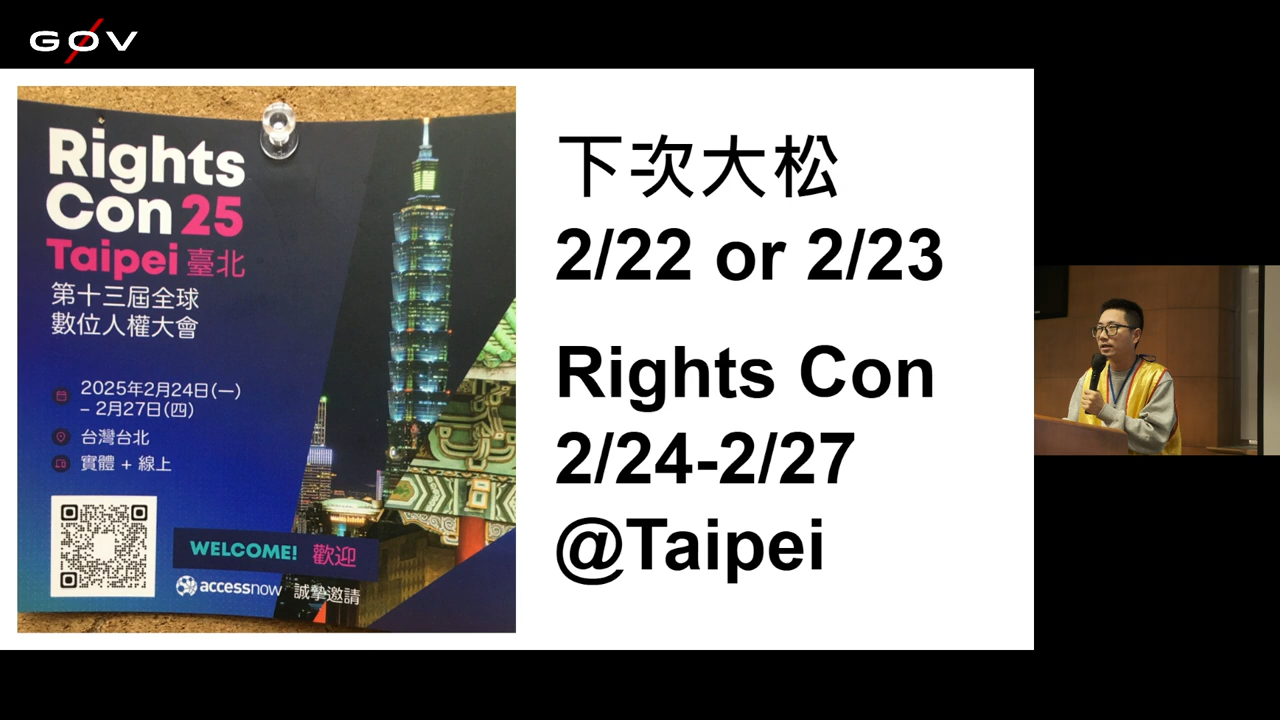 G0V
Rights
Con 25
Taipei 臺北
第十三屆全球
數位人權大會
2025年2月24日(一)
– 2月27日(四)
台灣台北
實體 + 線上
WELCOME! 歡迎
accessnow 誠摯邀請
下次大松
2/22 or 2/23
Rights Con
2/24-2/27
@Taipei